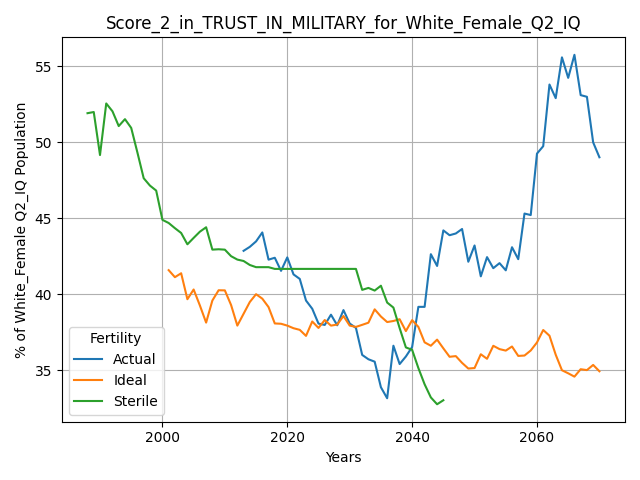 Score_2_in_TRUST_IN_MILITARY_for_White_Female_Q2_IQ
% of White_Female Q2_IQ Population
55
50
45
40
35
Fertility
Actual
Ideal
Sterile
2000
2020
2040
2060
Years